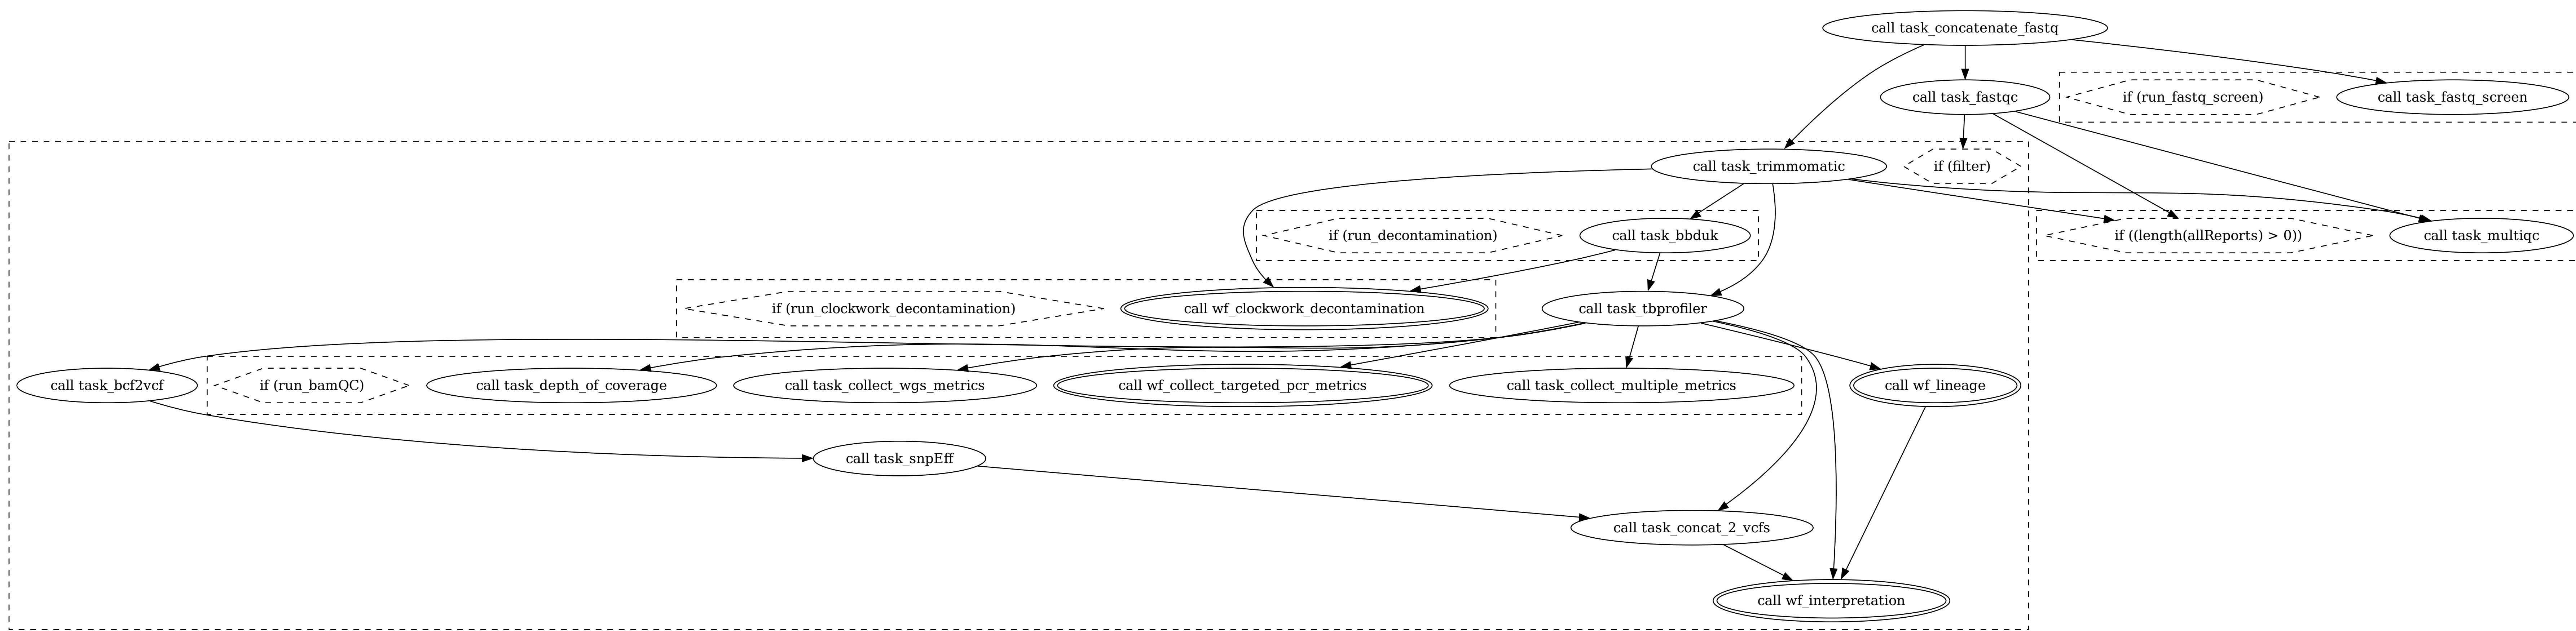 call task_concatenate_fastq
call task_fastqc
if (run_fastq_screen)
call task_fastq_screen
call task_trimmomatic
if (filter)
if (run_decontamination)
call task_bbduk
if ((length(allReports) > 0))
call task_multiqc
if (run_clockwork_decontamination)
call wf_clockwork_decontamination
call task_tbprofiler
call task_bcf2vcf
if (run_bamQC)
call task_depth_of_coverage
call task_collect_wgs_metrics
call wf_collect_targeted_pcr_metrics
call task_collect_multiple_metrics
call wf_lineage
call task_snpEff
call task_concat_2_vcfs
call wf_interpretation